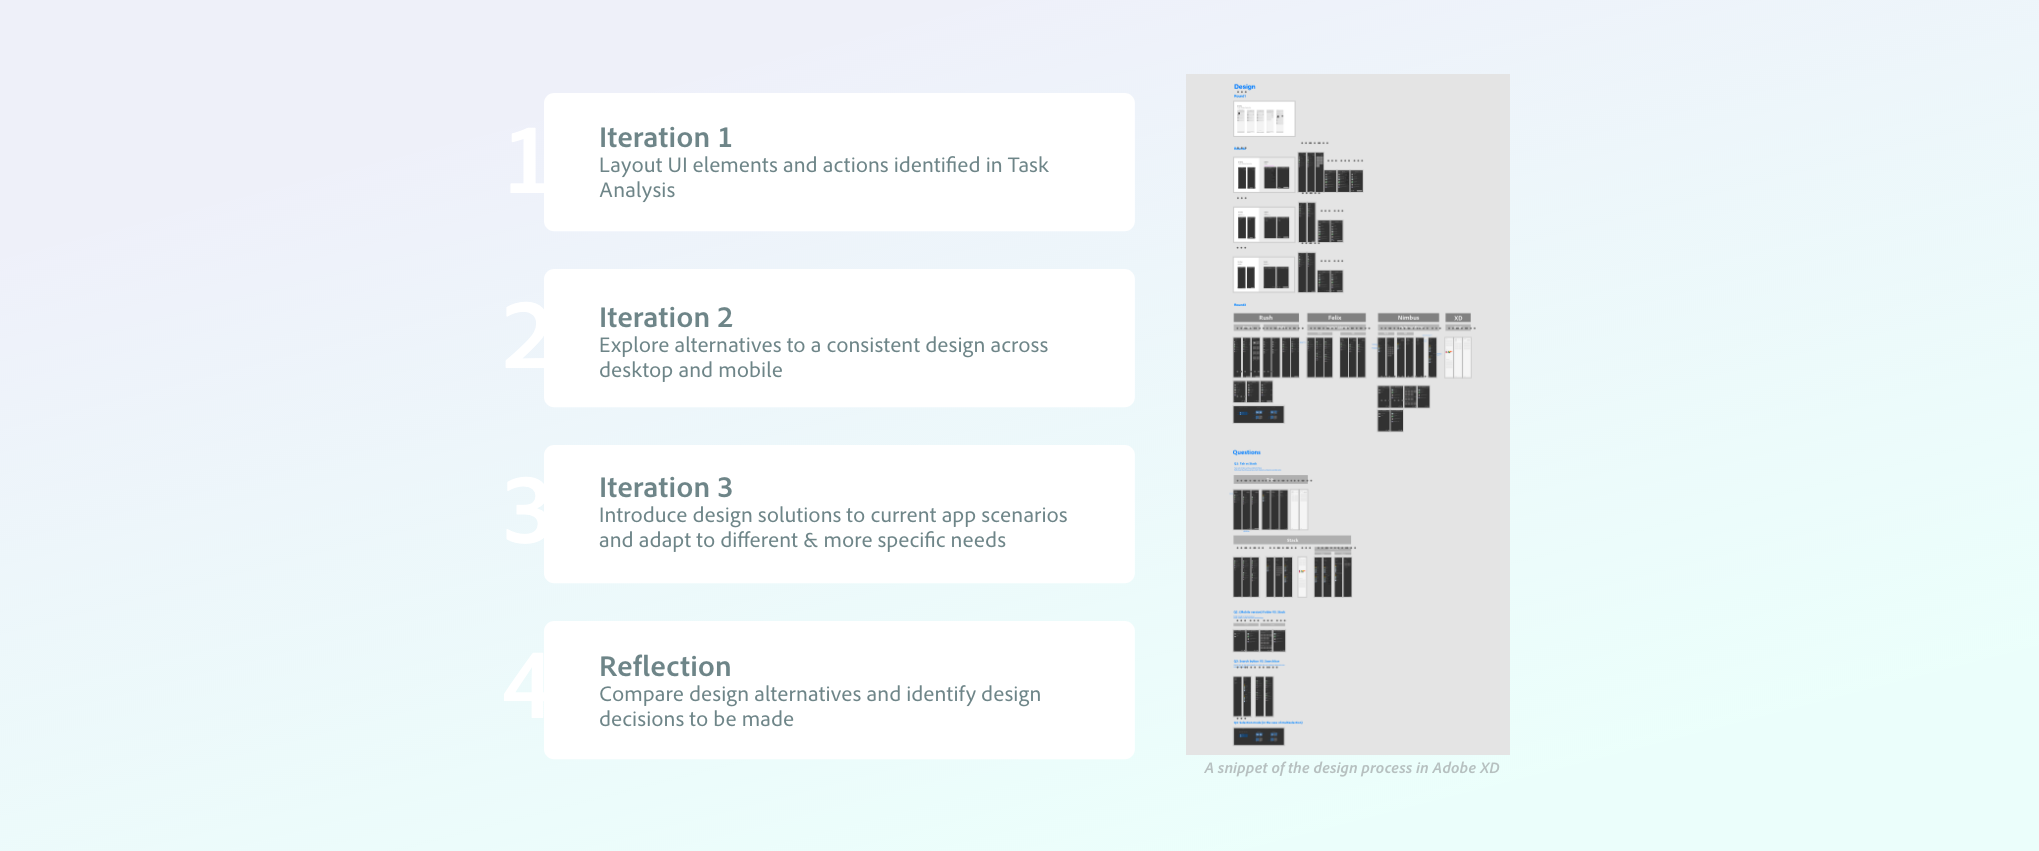 1
Iteration 1
Layout UI elements and actions identified in Task
Analysis
2
Iteration 2
Explore alternatives to a consistent design across
desktop and mobile
3
Iteration 3
Introduce design solutions to current app scenarios
and adapt to different & more specific needs
4
Reflection
Compare design alternatives and identify design
decisions to be made
Design
Rush
Felix
Nimbus
XD
Questions
A snippet of the design process in Adobe XD